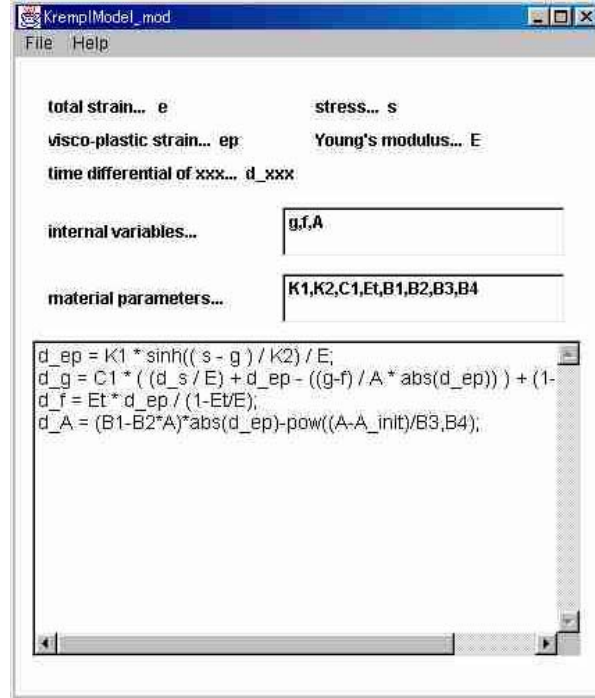 KremplModel_mod
File Help
total strain... e stress... s
visco-plastic strain... ep Young's modulus... E
time differential of xxx... d_xxx
internal variables... g,f,A
material parameters... K1,K2,C1,Et,B1,B2,B3,B4
d_ep = K1 * sinh(( s - g ) / K2) / E;
d_g = C1 * ( (d_s / E) + d_ep - ((g-f) / A * abs(d_ep)) ) + (1-
d_f = Et * d_ep / (1-Et/E);
d_A = (B1-B2*A)*abs(d_ep)-pow((A-A_init)/B3,B4);